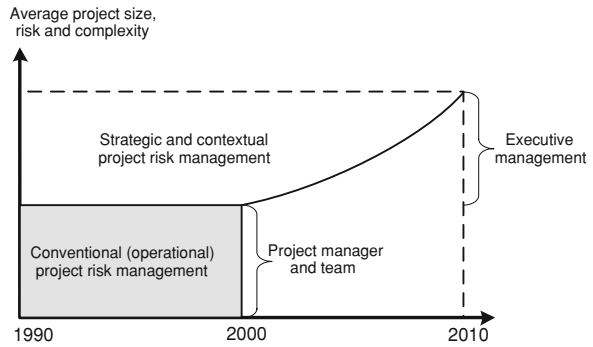 Average project size,
risk and complexity
Strategic and contextual
project risk management
Executive
management
Conventional (operational)
project risk management
Project manager
and team
1990
2000
2010